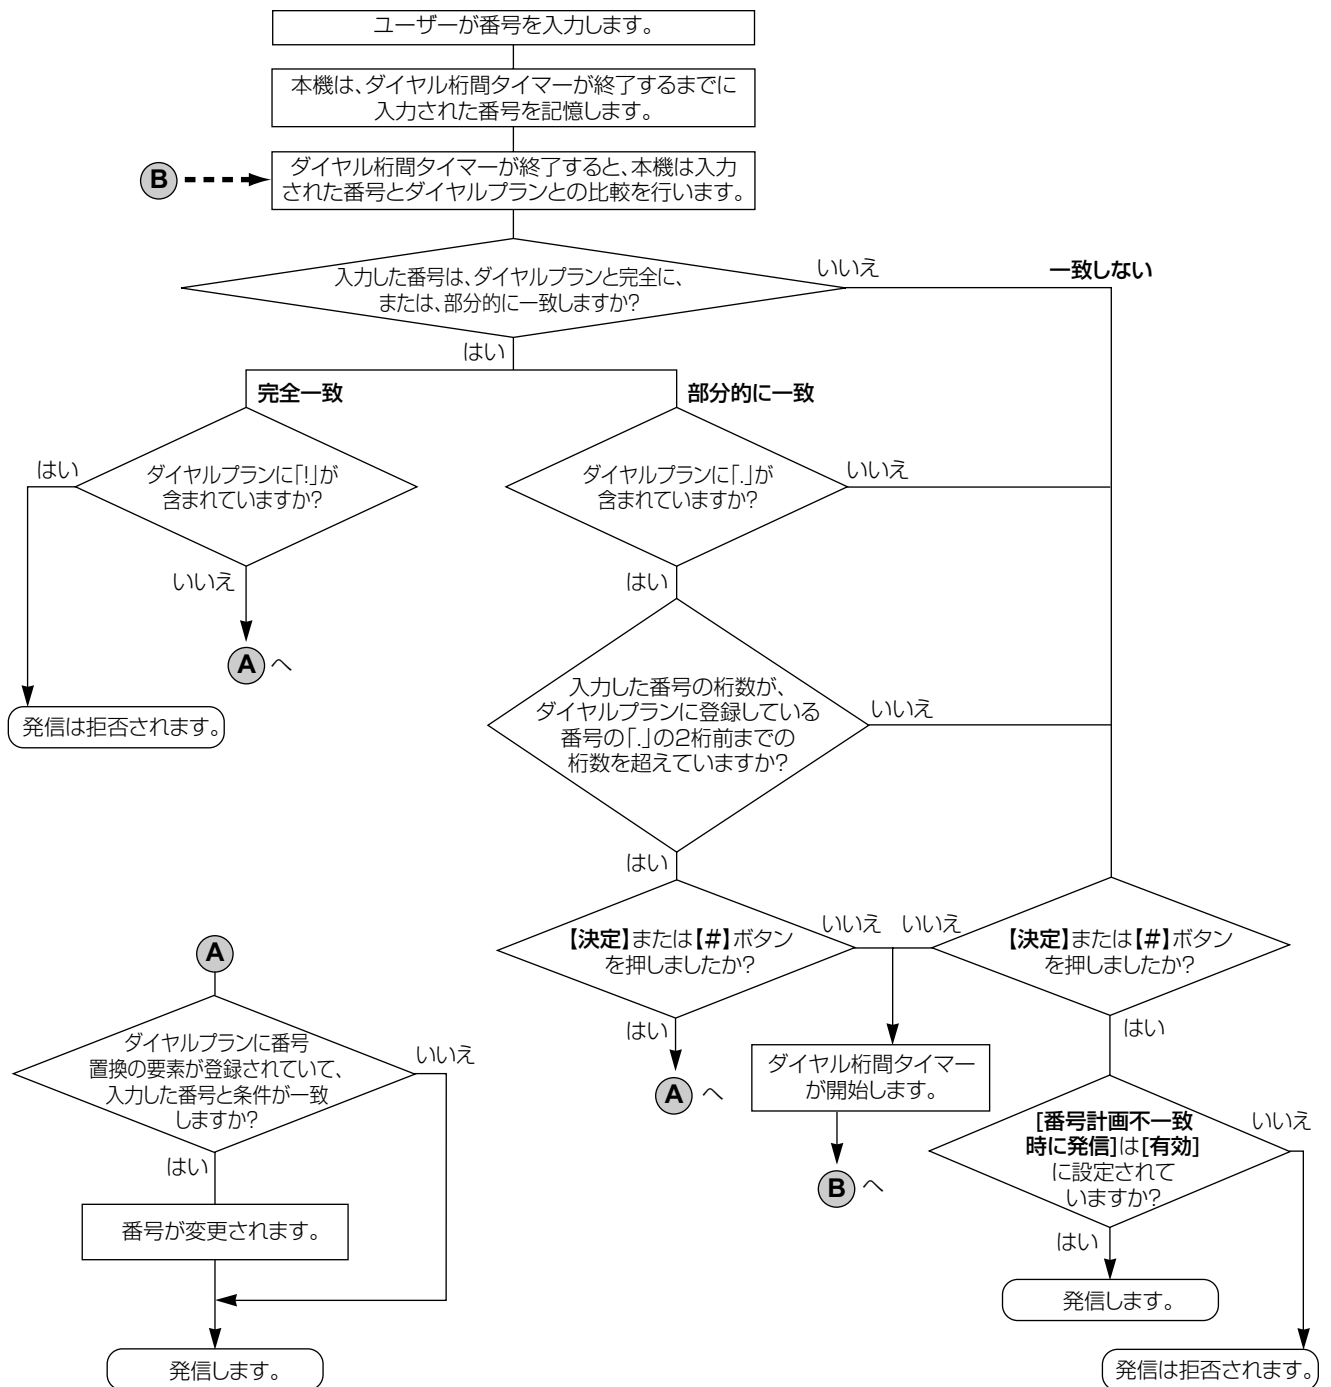 ユーザーが番号を入力します。
本機は、ダイヤル桁間タイマーが終了するまでに
入力された番号を記憶します。
B
ダイヤル桁間タイマーが終了すると、本機は入力
された番号とダイヤルプランとの比較を行います。
入力した番号は、ダイヤルプランと完全に、
または、部分的に一致しますか?
いいえ
一致しない
はい
完全一致
部分的に一致
はい
ダイヤルプランに「!」が
含まれていますか?
いいえ
A へ
発信は拒否されます。
ダイヤルプランに「.」が
含まれていますか?
いいえ
はい
入力した番号の桁数が、
ダイヤルプランに登録している
番号の「.」の2桁前までの
桁数を超えていますか?
いいえ
はい
【決定】または【#】ボタン
を押しましたか?
いいえ
いいえ
【決定】または【#】ボタン
を押しましたか?
はい
A へ
ダイヤル桁間タイマー
が開始します。
B へ
はい
[番号計画不一致
時に発信]は[有効]
に設定されて
いますか?
いいえ
はい
発信します。
発信は拒否されます。
A
ダイヤルプランに番号
置換の要素が登録されていて、
入力した番号と条件が一致
しますか?
いいえ
はい
番号が変更されます。
発信します。